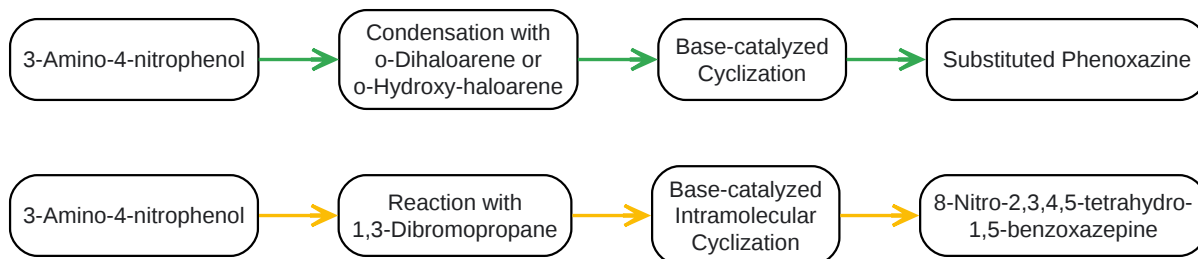 3-Amino-4-nitrophenol
Condensation with
o-Dihaloarene or
o-Hydroxy-haloarene
Base-catalyzed
Cyclization
Substituted Phenoxazine
3-Amino-4-nitrophenol
Reaction with
1,3-Dibromopropane
Base-catalyzed
Intramolecular
Cyclization
8-Nitro-2,3,4,5-tetrahydro-
1,5-benzoxazepine